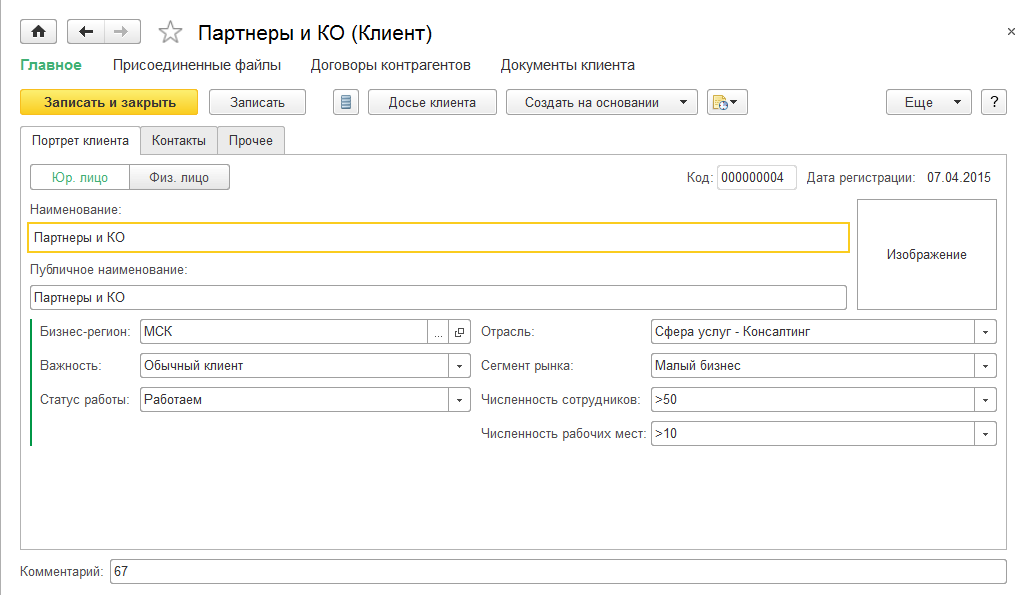 Партнеры и КО (Клиент)
Главное Присоединенные файлы Договоры контрагентов Документы клиента
Записать и закрыть Записать Досье клиента Создать на основании Еще ?
Портрет клиента Контакты Прочее
Юр. лицо Физ. лицо Код: 000000004 Дата регистрации: 07.04.2015
Наименование:
Партнеры и КО
Изображение
Публичное наименование:
Партнеры и КО
Бизнес-регион: МСК ... Отрасль: Сфера услуг - Консалтинг
Важность: Обычный клиент Сегмент рынка: Малый бизнес
Статус работы: Работаем Численность сотрудников: >50
Численность рабочих мест: >10
Комментарий: 67